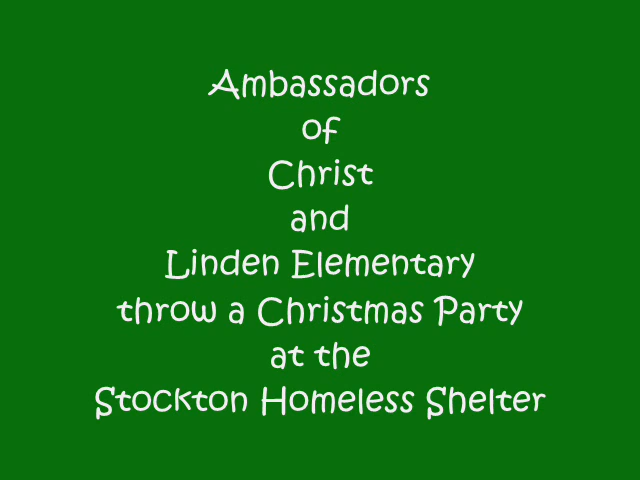 Ambassadors
of
Christ
and
Linden Elementary
throw a Christmas Party
at the
Stockton Homeless Shelter